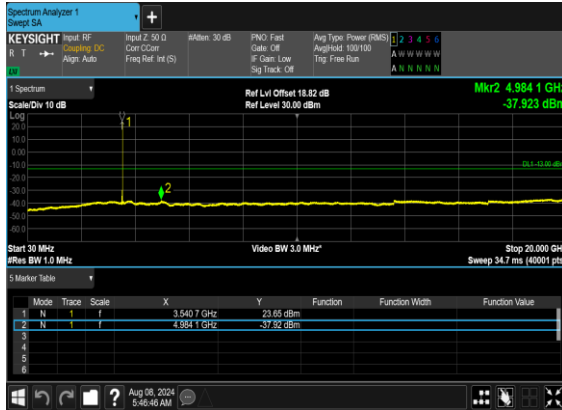 Spectrum Analyzer 1
Swept SA
+
KEYSIGHT Input: RF Input Z: 50 Ω #Atten: 30 dB PNO: Fast Avg Type: Power (RMS) 1 2 3 4 5 6
R T Coupling: DC Corr CCorr Gate: Off Avg|Hold: 100/100 A W W W W W
Align: Auto Freq Ref: Int (S) IF Gain: Low Trig: Free Run
Sig Track: Off A N N N N N
1 Spectrum Ref Lvl Offset 18.82 dB Mkr2 4.984 1 GHz
Scale/Div 10 dB Ref Level 30.00 dBm -37.923 dBm
Log
1
20.0
10.0
0.00
-10.0
DL1 -13.00 dBm
-20.0
-30.0
2
-40.0
-50.0
-60.0
Start 30 MHz Video BW 3.0 MHz* Stop 20.000 GH
#Res BW 1.0 MHz Sweep 34.7 ms (40001 pts
5 Marker Table
Mode Trace Scale X Y Function Function Width Function Value
1 N 1 f 3.540 7 GHz 23.65 dBm
2 N 1 f 4.984 1 GHz -37.92 dBm
3
4
5
6
? Aug 08, 2024
5:46:46 AM